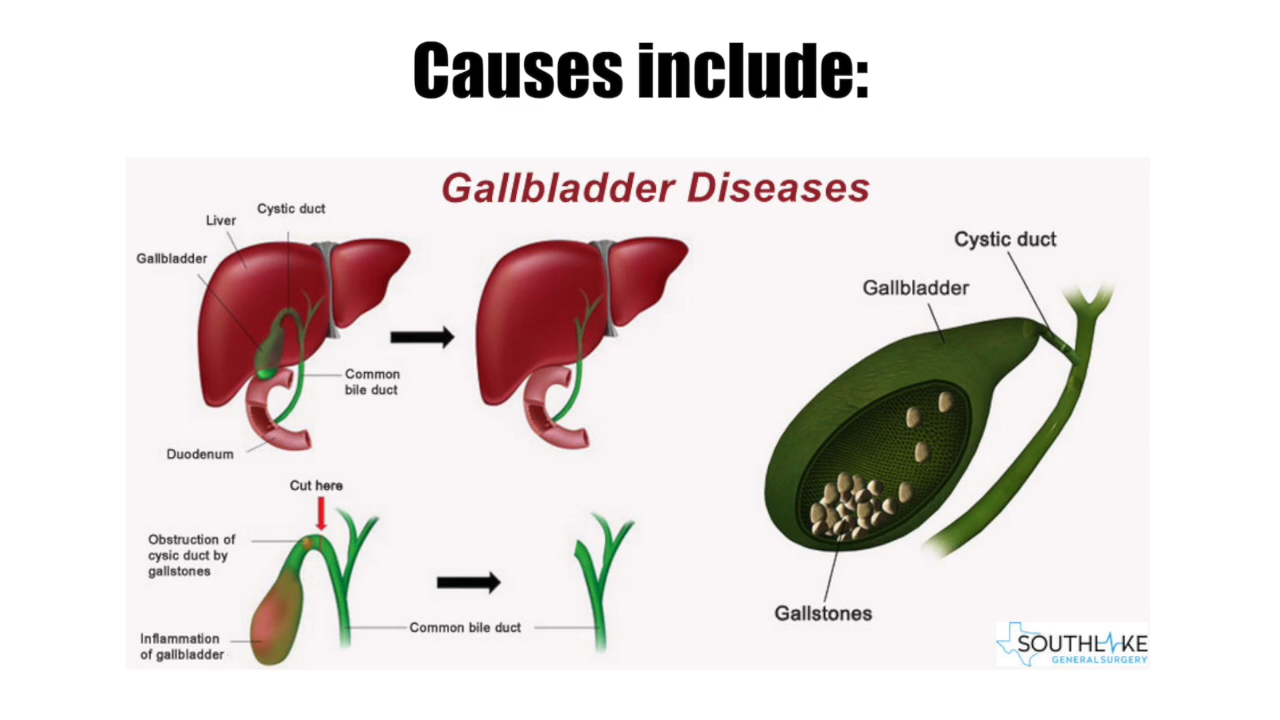 Causes include:
Gallbladder Diseases
Cystic duct
Liver
Gallbladder
Common
bile duct
Duodenum
Cut here
Obstruction of
cysic duct by
gallstones
Inflammation
of gallbladder
Common bile duct
Cystic duct
Gallbladder
Gallstones
SOUTHLAKE
GENERAL SURGERY